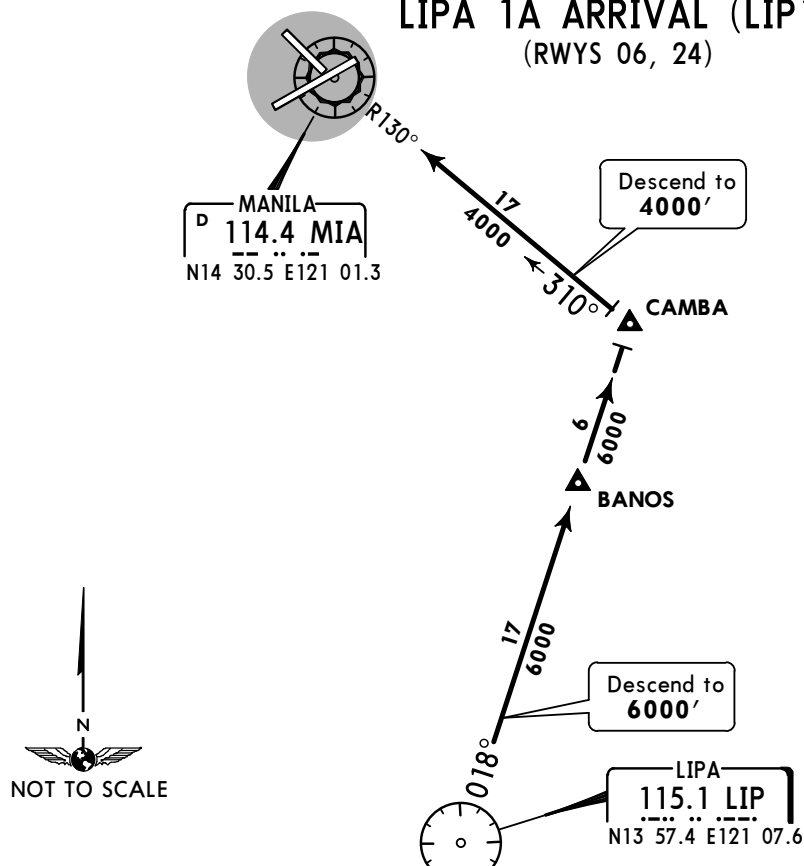 LIPA 1A ARRIVAL (LIP
(RWYS 06, 24)
R130°
MANILA
D 114.4 MIA
N14 30.5 E121 01.3
17
4000
310°
Descend to
4000'
CAMBA
6
6000
BANOS
17
6000
Descend to
6000'
018°
N
NOT TO SCALE
LIPA
115.1 LIP
N13 57.4 E121 07.6